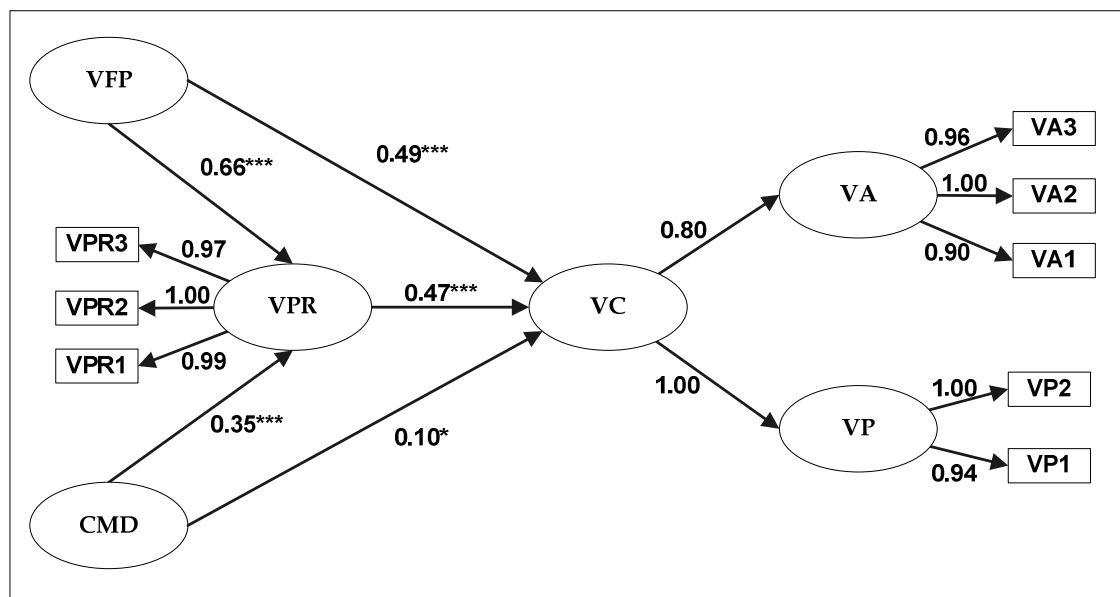 VFP
0.66***
0.49***
VPR3
0.97
VPR2
1.00
VPR1
0.99
VPR
0.47***
VC
0.35***
0.10*
CMD
0.80
1.00
VA
0.96
VA3
1.00
VA2
0.90
VA1
VP
1.00
VP2
0.94
VP1